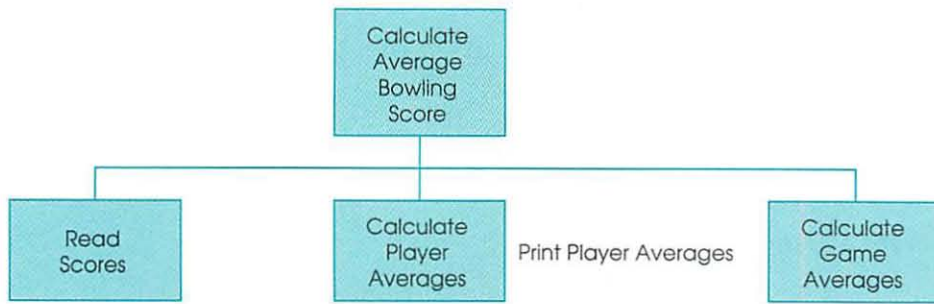 Calculate
Average
Bowling
Score
Read
Scores
Calculate
Player
Averages
Print Player Averages
Calculate
Game
Averages